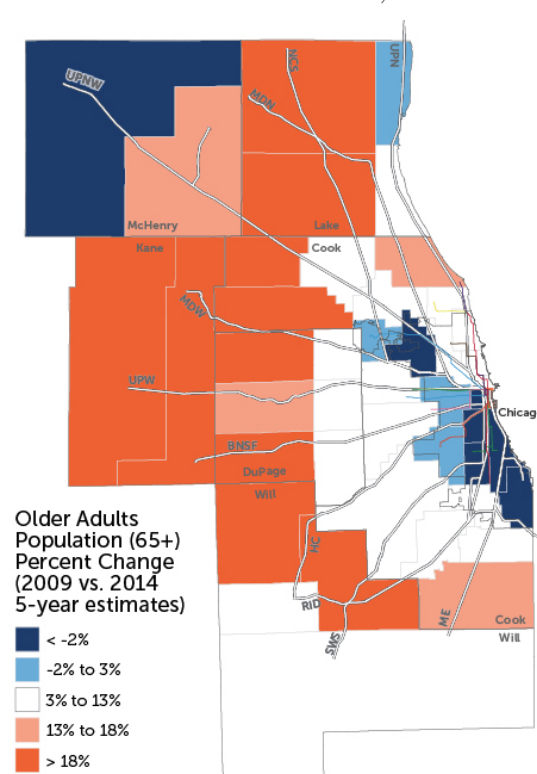 UPNW
NCS
UPN
MDN
McHenry
Lake
Kane
Cook
MDW
UPW
Chicag
BNSF
DuPage
Will
HC
RID
ME
Cook
SWS
Will
Older Adults
Population (65+)
Percent Change
(2009 vs. 2014
5-year estimates)
< -2%
-2% to 3%
3% to 13%
13% to 18%
> 18%